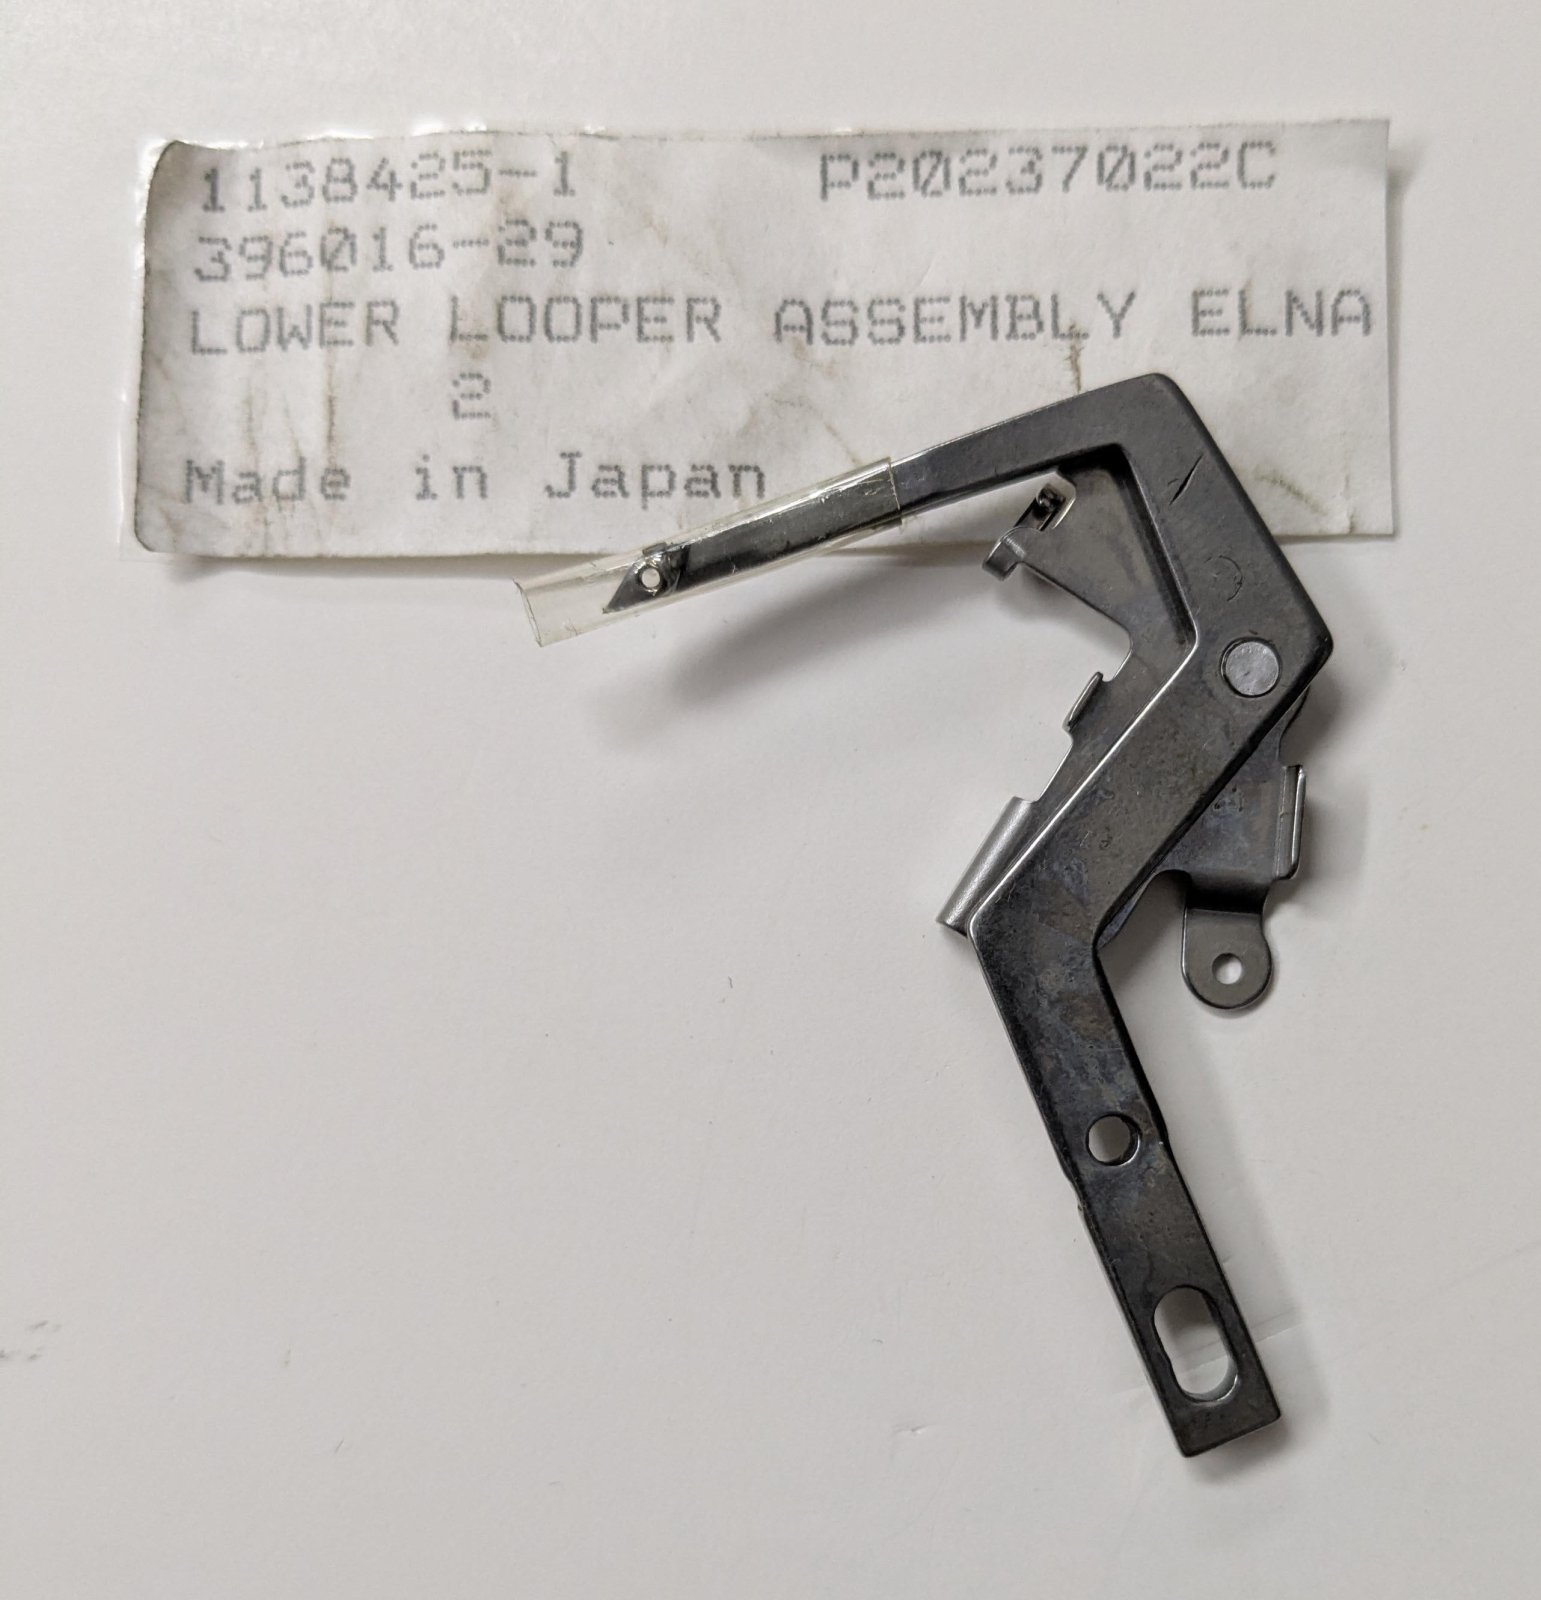 1138425-1 P20237022C
396016-29
LOWER LOOPER ASSEMBLY ELNA
2
Made in Japan